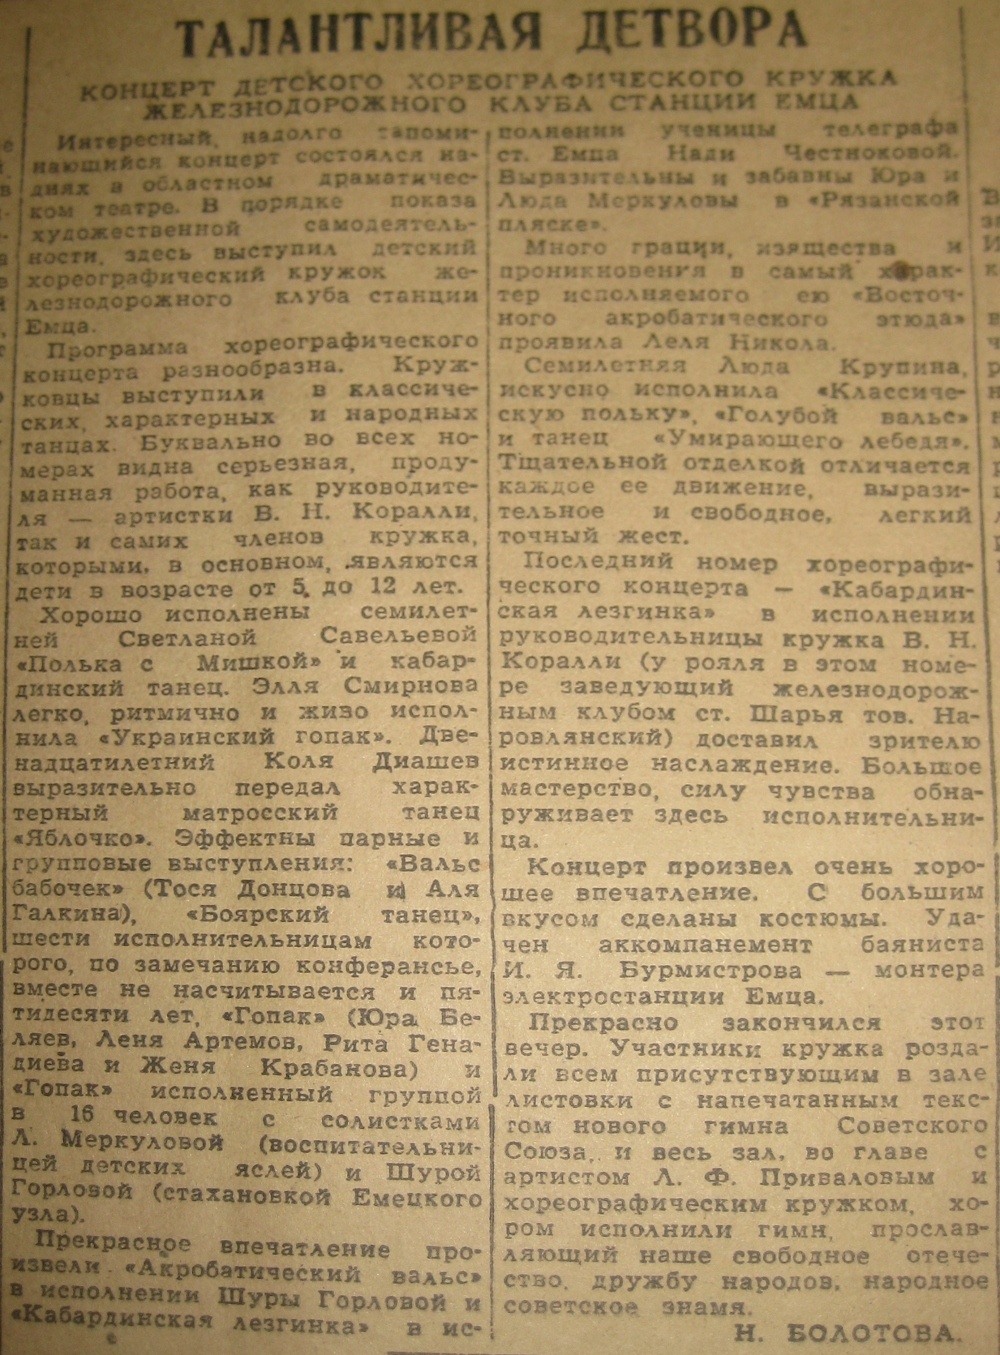 ТАЛАНТЛИВАЯ ДЕТВОРА
КОНЦЕРТ ДЕТСКОГО ХОРЕОГРАФИЧЕСКОГО КРУЖКА
ЖЕЛЕЗНОДОРОЖНОГО КЛУБА СТАНЦИИ ЕМЦА
Интересный, надолго запоми-
нающийся концерт состоялся на-
днях в областном драматичес-
ком театре. В порядке показа
художественной самодеятель-
ности, здесь выступил детский
хореографический кружок же-
лезнодорожного клуба станции
Емца.
Программа хореографического
концерта разнообразна. Круж-
ковцы выступили в классиче-
ских, характерных и народных
танцах. Буквально во всех но-
мерах видна серьезная, проду-
манная работа, как руководите-
ля — артистки В. Н. Коралли,
так и самих членов кружка,
которыми, в основном, являются
дети в возрасте от 5 до 12 лет.
Хорошо исполнены семилет-
ней Светланой Савельевой
«Полька с Мишкой» и кабар-
динский танец. Элля Смирнова
легко, ритмично и живо испол-
нила «Украинский гопак». Две-
надцатилетний Коля Диашев
выразительно передал харак-
терный матросский танец
«Яблочко». Эффектны парные и
групповые выступления: «Вальс
бабочек» (Тося Донцова и Аля
Галкина), «Боярский танец»,
шести исполнительницам кото-
рого, по замечанию конферансье,
вместе не насчитывается и пя-
тидесяти лет, «Гопак» (Юра Бе-
ляев, Леня Артемов, Рита Гена-
диева и Женя Крабанова) и
«Гопак» исполненный группой
в 16 человек с солистками
Л. Меркуловой (воспитательни-
цей детских яслей) и Шурой
Горловой (стахановкой Емецкого
узла).
Прекрасное впечатление про-
извели «Акробатический вальс»
в исполнении Шуры Горловой и
«Кабардинская лезгинка» в ис-
полнении ученицы телеграфа
ст. Емца Нади Честноковой.
Выразительны и забавны Юра и
Люда Меркуловы в «Рязанской
пляске».
Много грации, изящества и
проникновения в самый харак-
тер исполняемого ею «Восточ-
ного акробатического этюда»
проявила Леля Никола.
Семилетняя Люда Крупина,
искусно исполнила «Классиче-
скую польку», «Голубой вальс»
и танец «Умирающего лебедя».
Тщательной отделкой отличается
каждое ее движение, вырази-
тельное и свободное, легкий
точный жест.
Последний номер хореографи-
ческого концерта — «Кабардин-
ская лезгинка» в исполнении
руководительницы кружка В. Н.
Коралли (у рояля в этом номе-
ре заведующий железнодорож-
ным клубом ст. Шарья тов. На-
ровлянский) доставил зрителю
истинное наслаждение. Большое
мастерство, силу чувства обна-
руживает здесь исполнительни-
ца.
Концерт произвел очень хоро-
шее впечатление. С большим
вкусом сделаны костюмы. Уда-
чен аккомпанемент баяниста
И. Я. Бурмистрова — монтера
электростанции Емца.
Прекрасно закончился этот
вечер. Участники кружка розда-
ли всем присутствующим в зале
листовки с напечатанным текс-
том нового гимна Советского
Союза, и весь зал, во главе с
артистом Л. Ф. Приваловым и
хореографическим кружком, хо-
ром исполнили гимн, прослав-
ляющий наше свободное отече-
ство, дружбу народов, народное
советское знамя.
Н. БОЛОТОВА.